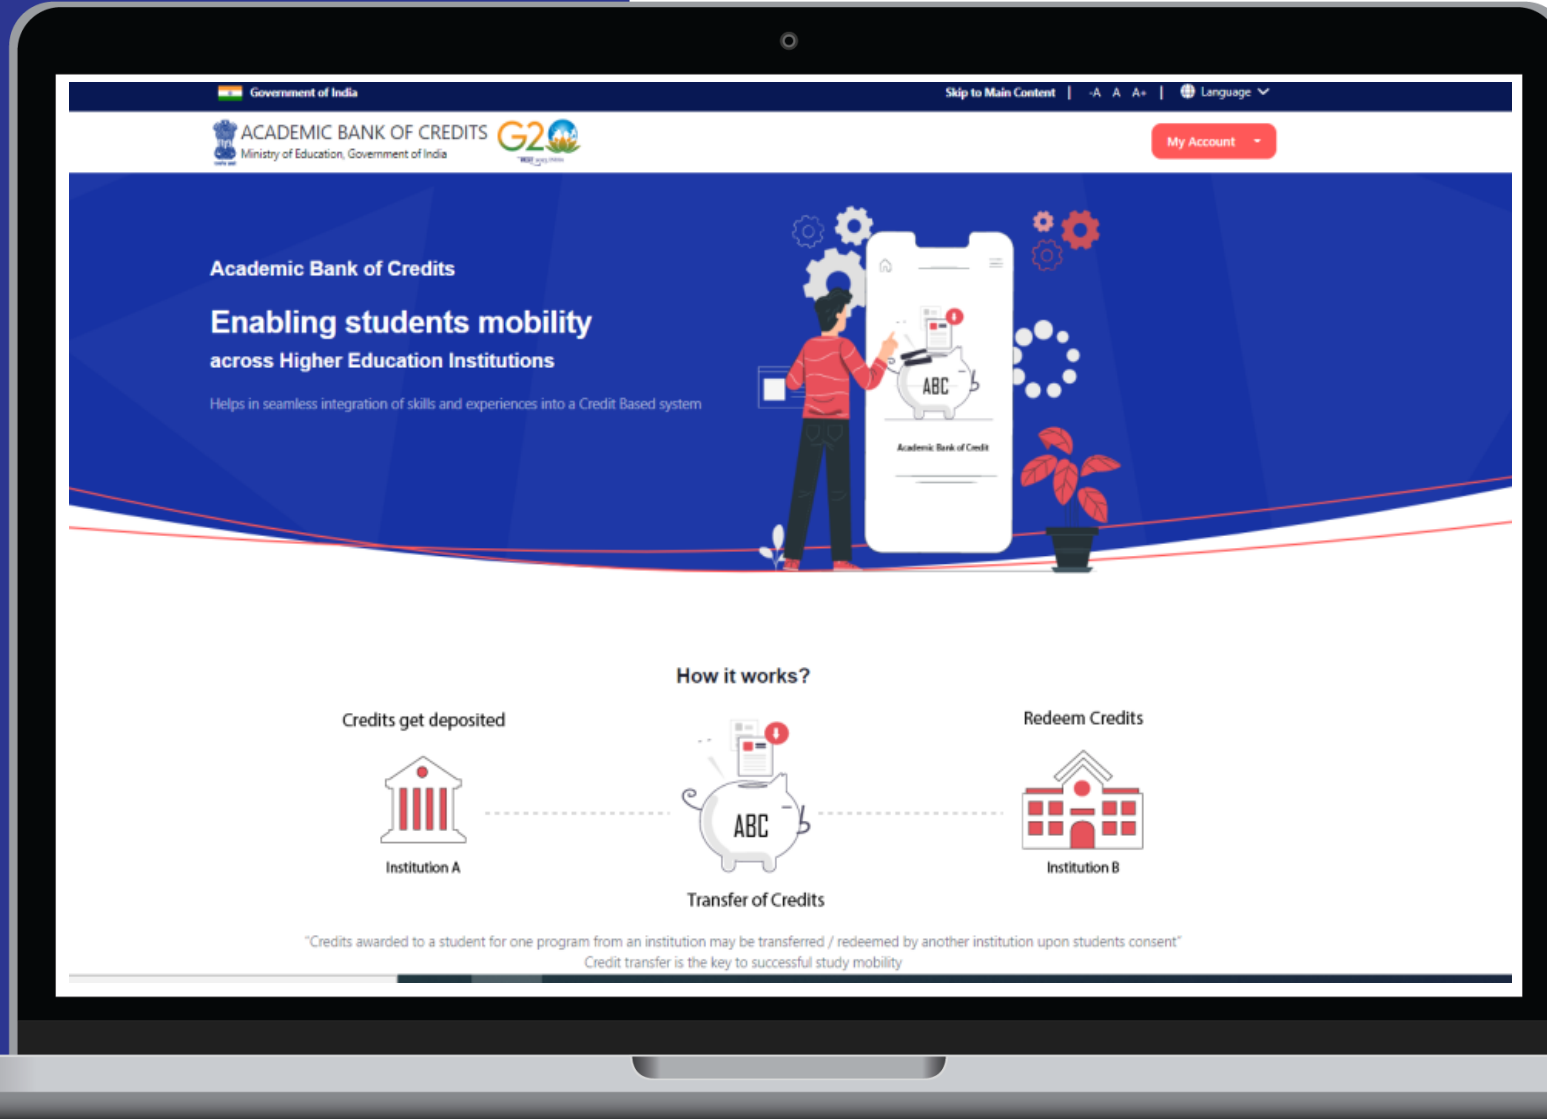 Government of India
Skip to Main Content | -A A A+ | Language
ACADEMIC BANK OF CREDITS
Ministry of Education, Government of India
G20
My Account
Academic Bank of Credits
Enabling students mobility
across Higher Education Institutions
Helps in seamless integration of skills and experiences into a Credit Based system
ABC
Academic Bank of Credit
How it works?
Credits get deposited
Redeem Credits
ABC
Institution A
Institution B
Transfer of Credits
"Credits awarded to a student for one program from an institution may be transferred / redeemed by another institution upon students consent"
Credit transfer is the key to successful study mobility